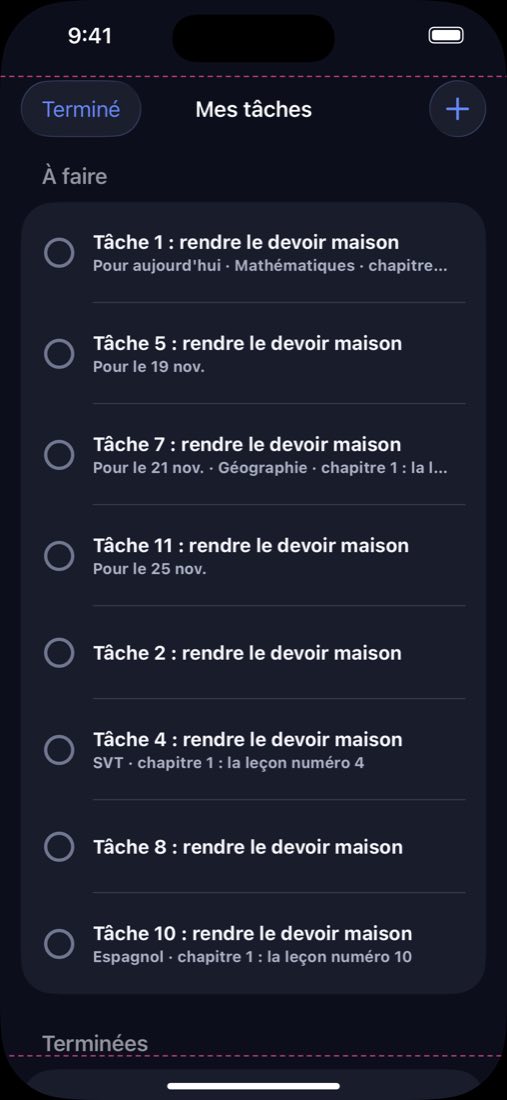 9:41
Terminé
Mes tâches
À faire
Tâche 1 : rendre le devoir maison
Pour aujourd'hui · Mathématiques · chapitre…
Tâche 5 : rendre le devoir maison
Pour le 19 nov.
Tâche 7 : rendre le devoir maison
Pour le 21 nov. · Géographie · chapitre 1 : la l…
Tâche 11 : rendre le devoir maison
Pour le 25 nov.
Tâche 2 : rendre le devoir maison
Tâche 4 : rendre le devoir maison
SVT · chapitre 1 : la leçon numéro 4
Tâche 8 : rendre le devoir maison
Tâche 10 : rendre le devoir maison
Espagnol · chapitre 1 : la leçon numéro 10
Terminées